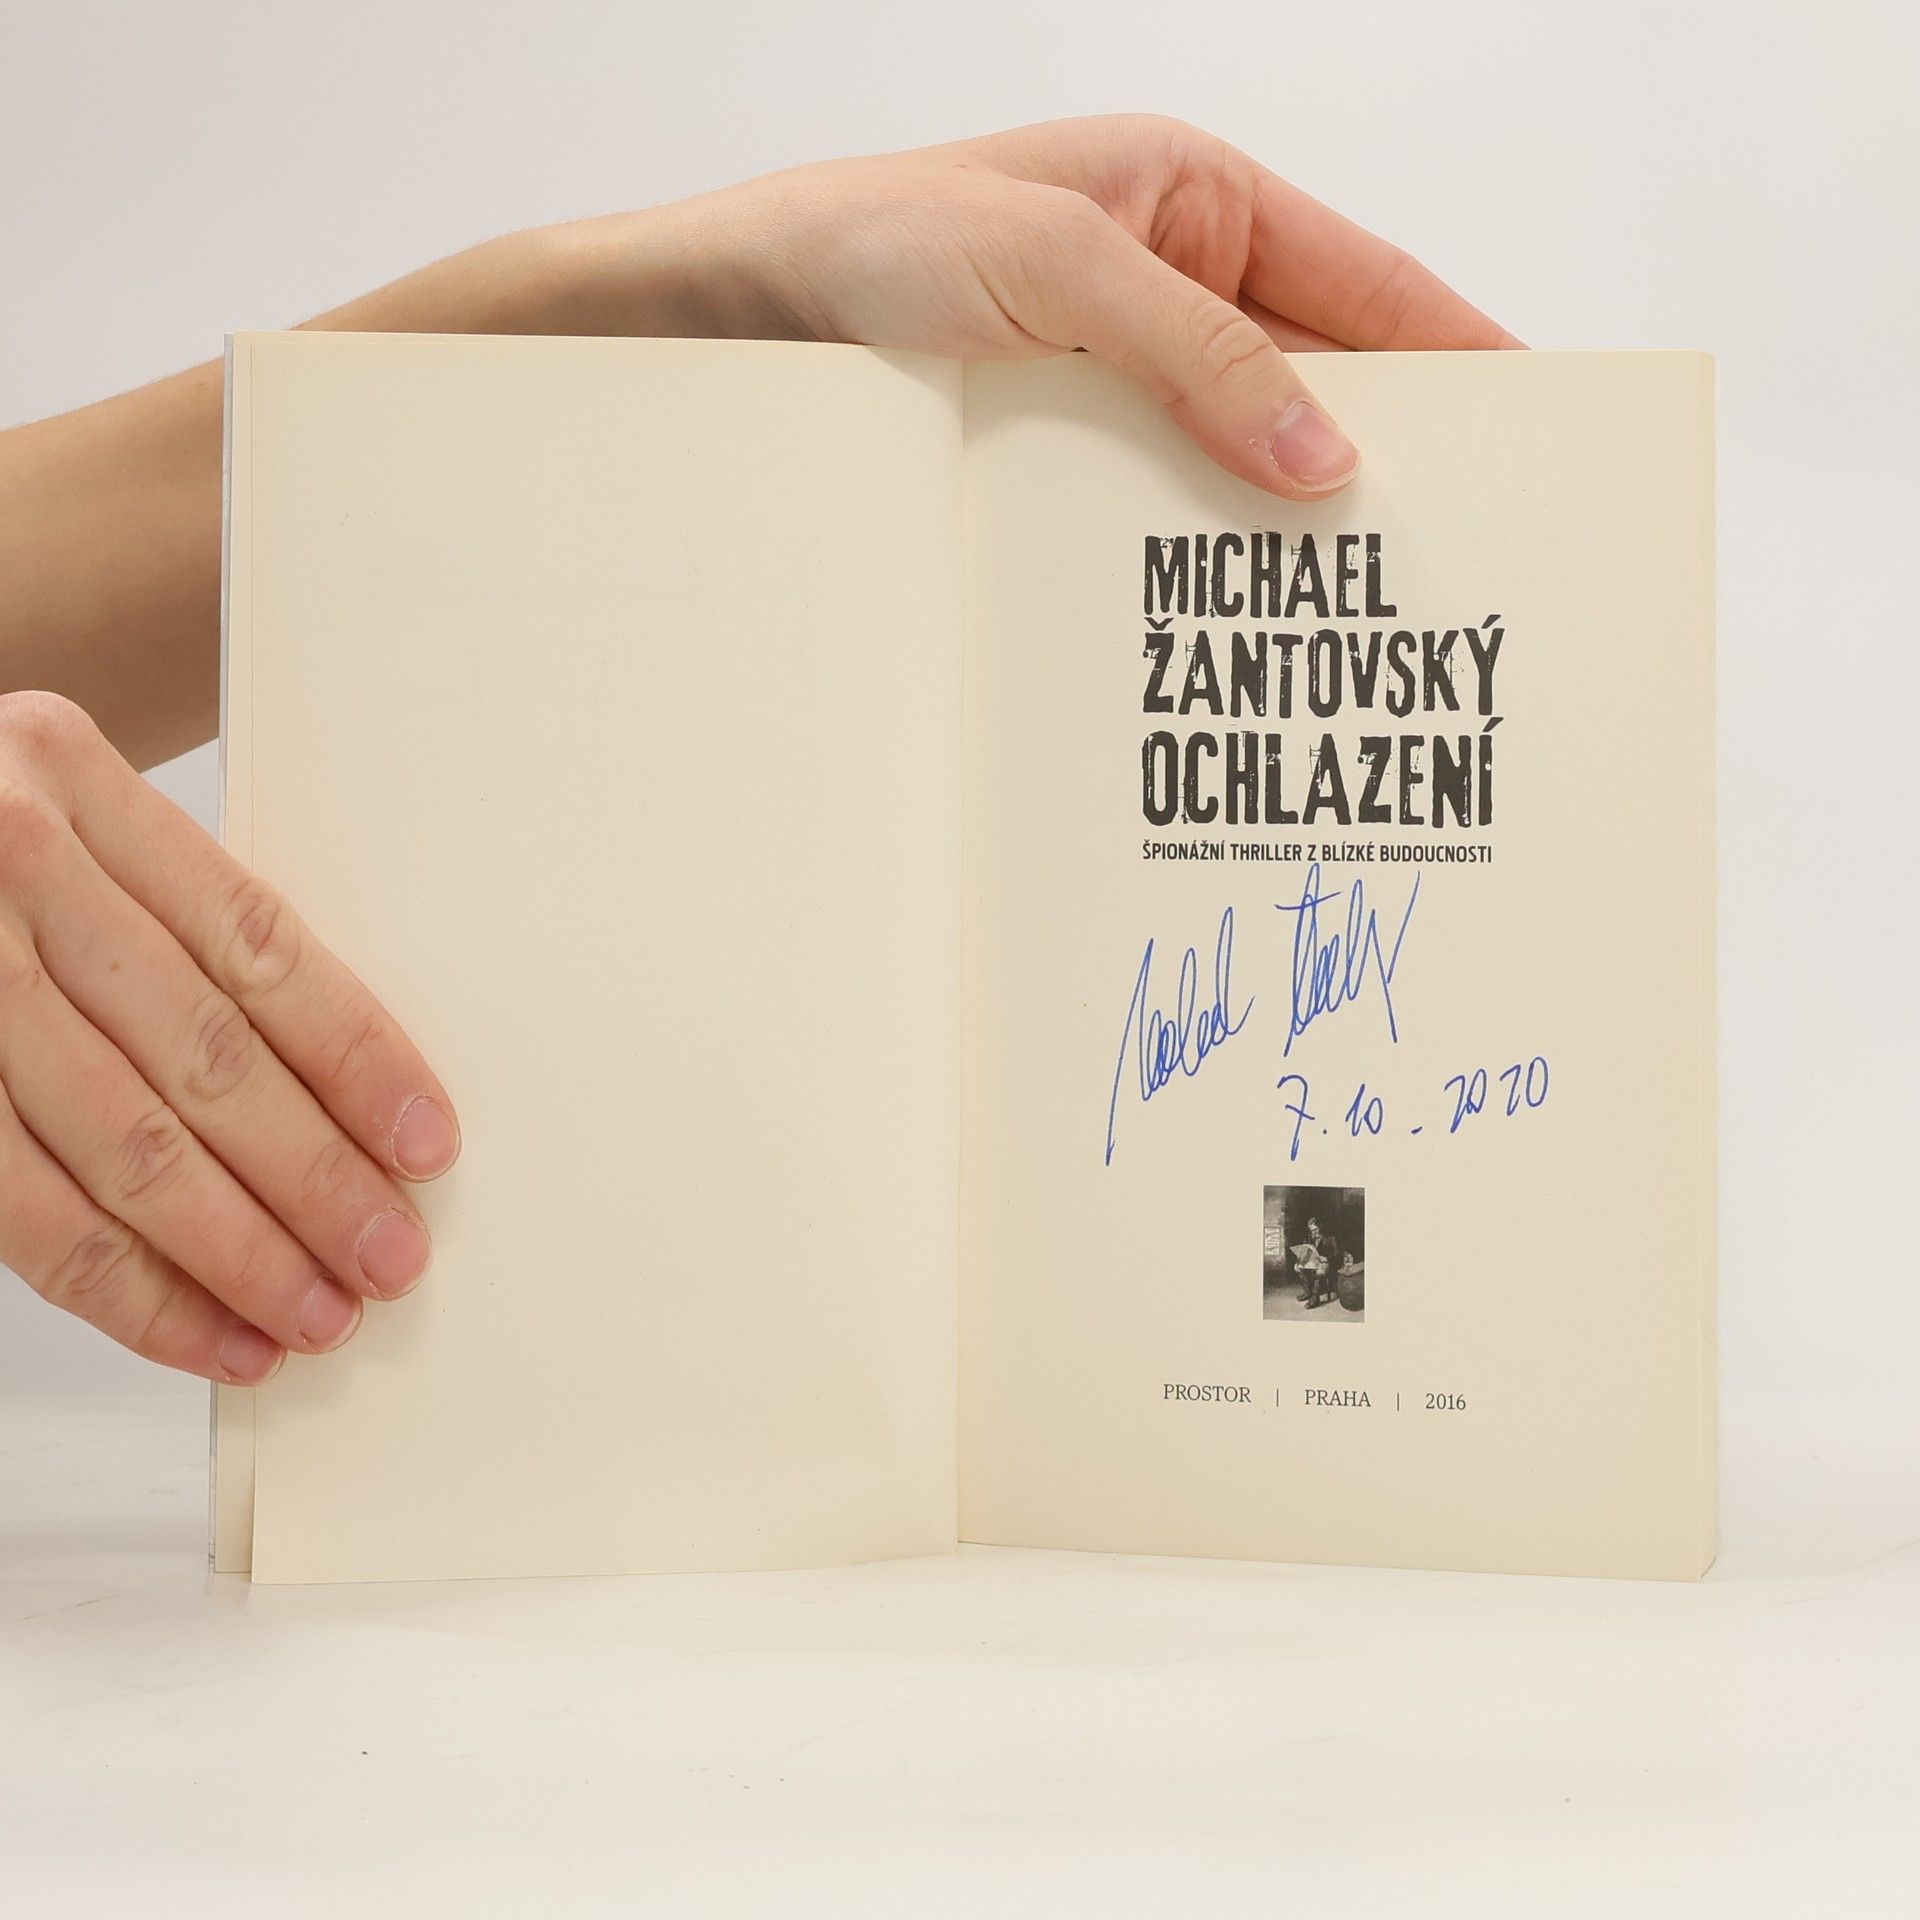 MICHAEL
ŽANTOVSKÝ
OCHLAZENÍ
ŠPIONÁŽNÍ THRILLER Z BLÍZKÉ BUDOUCNOSTI
7.10.2020
PROSTOR | PRAHA | 2016